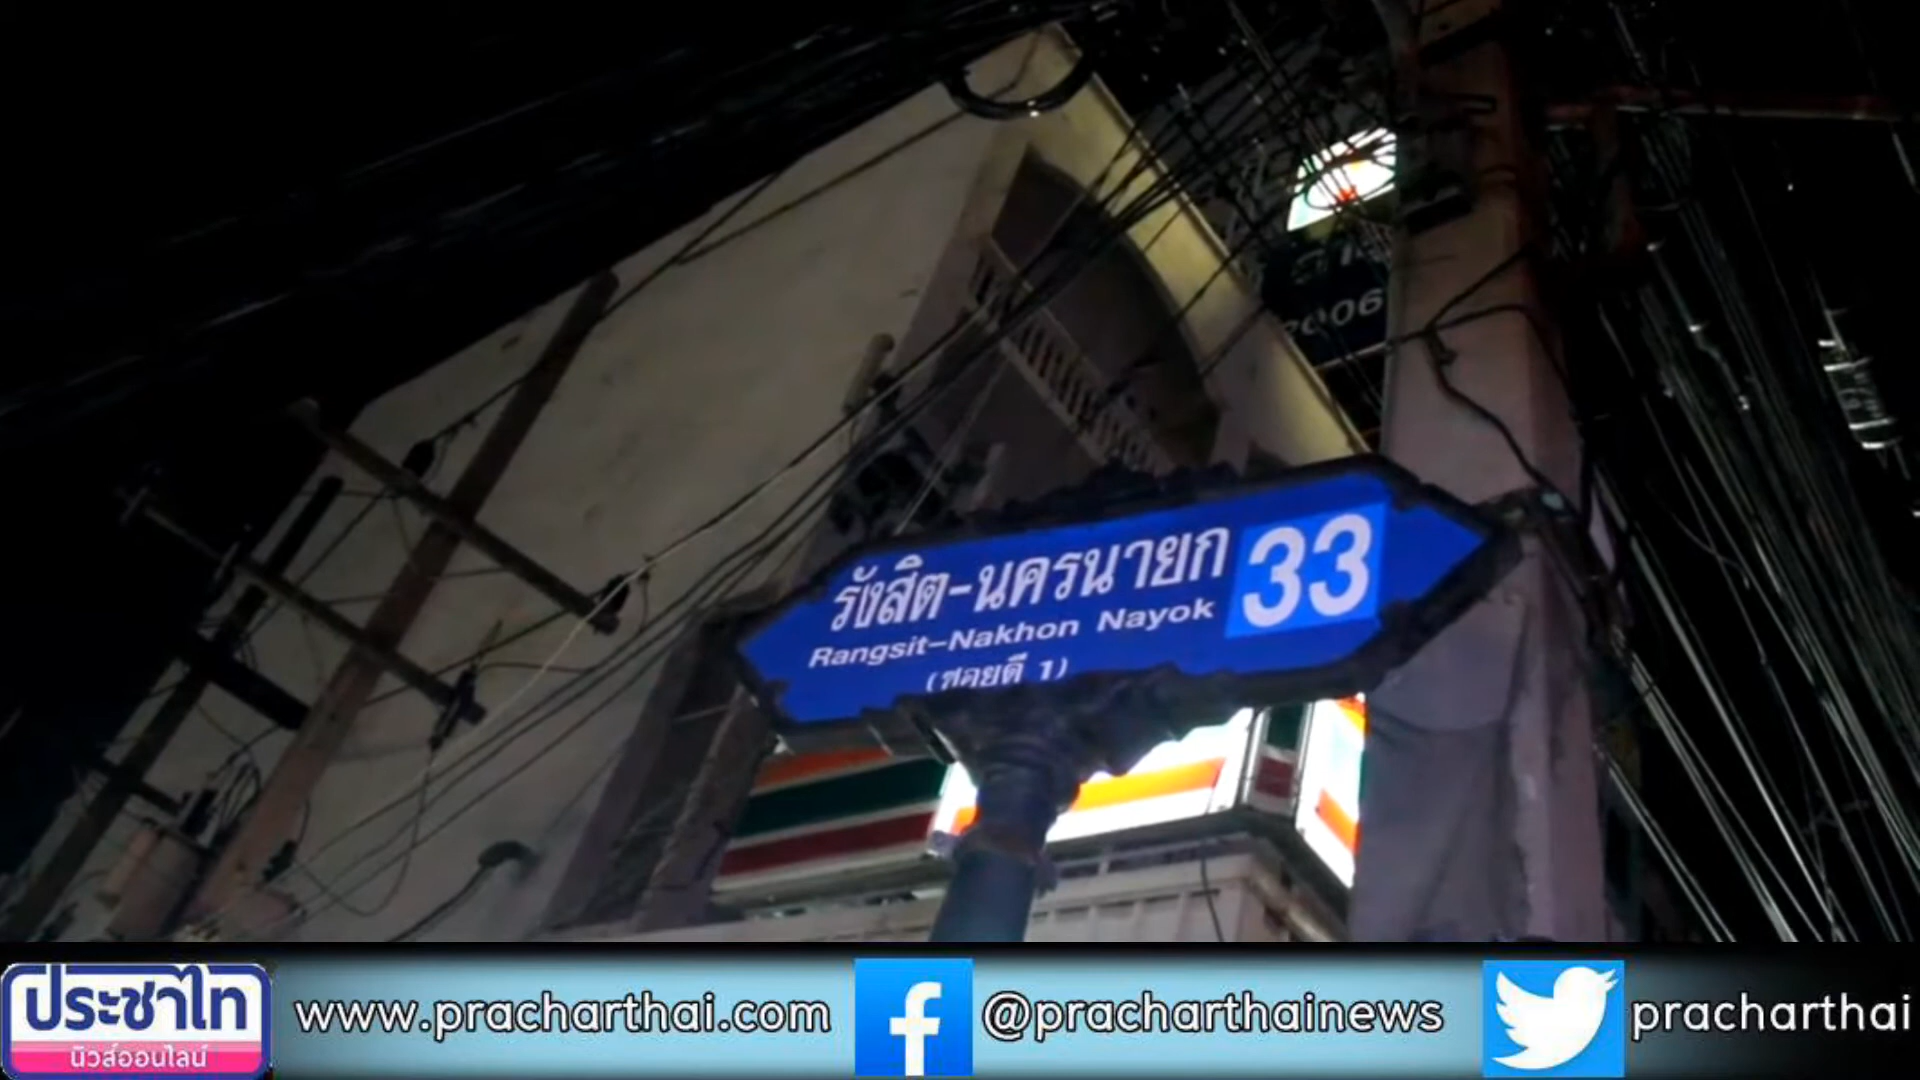 2006
รังสิต-นครนายก 33
Rangsit-Nakhon Nayok
(ซอยดี 1)
ประชาไท
นิวส์ออนไลน์
www.pracharthai.com
@pracharthainews
pracharthai